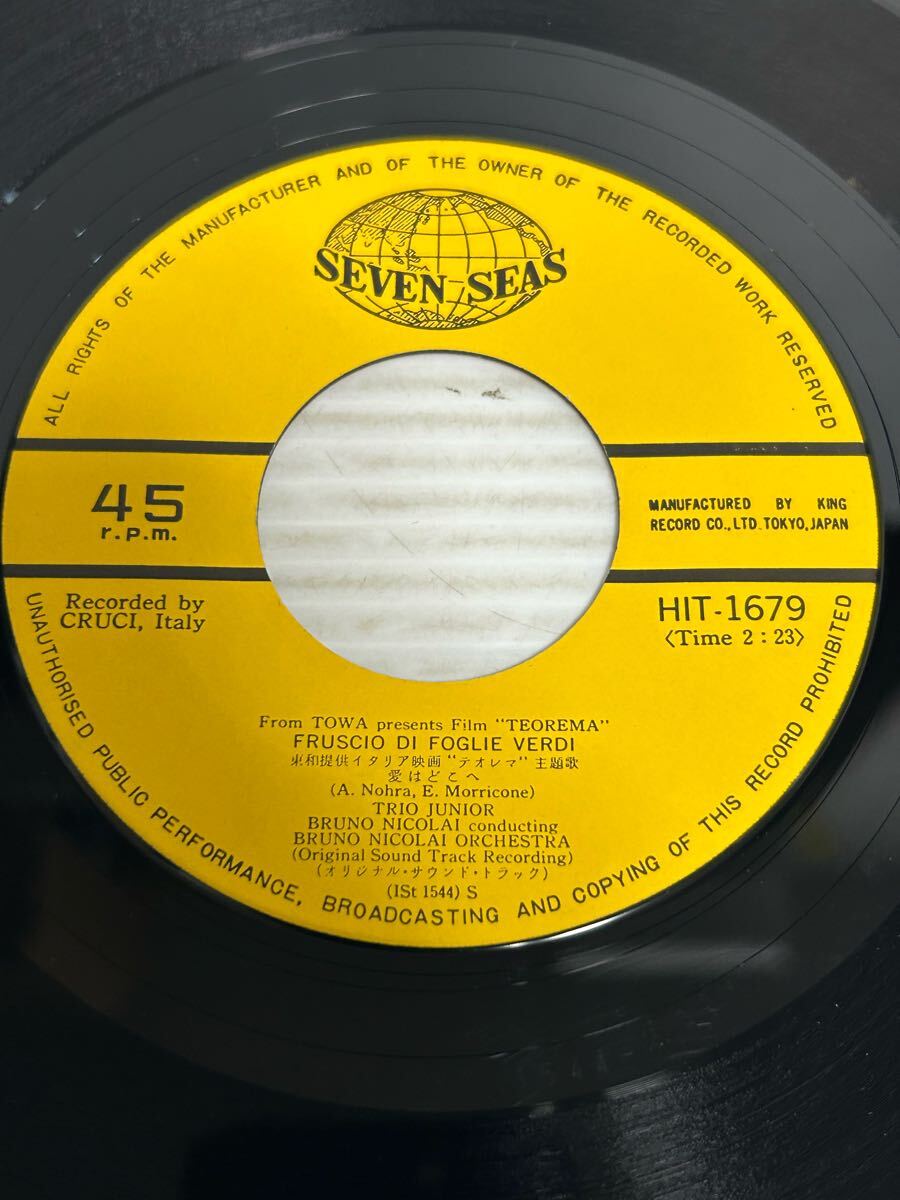 ALL RIGHTS OF THE MANUFACTURER AND OF THE OWNER OF THE RECORDED WORK RESERVED
SEVEN SEAS
45
r.p.m.
MANUFACTURED BY KING
RECORD CO., LTD. TOKYO, JAPAN
Recorded by
CRUCI, Italy
HIT-1679
〈Time 2 : 23〉
From TOWA presents Film "TEOREMA"
FRUSCIO DI FOGLIE VERDI
東和提供イタリア映画 "テオレマ" 主題歌
愛はどこへ
(A. Nohra, E. Morricone)
TRIO JUNIOR
BRUNO NICOLAI conducting
BRUNO NICOLAI ORCHESTRA
(Original Sound Track Recording)
(オリジナル・サウンド・トラック)
(ISt 1544) S
UNAUTHORISED PUBLIC PERFORMANCE, BROADCASTING AND COPYING OF THIS RECORD PROHIBITED